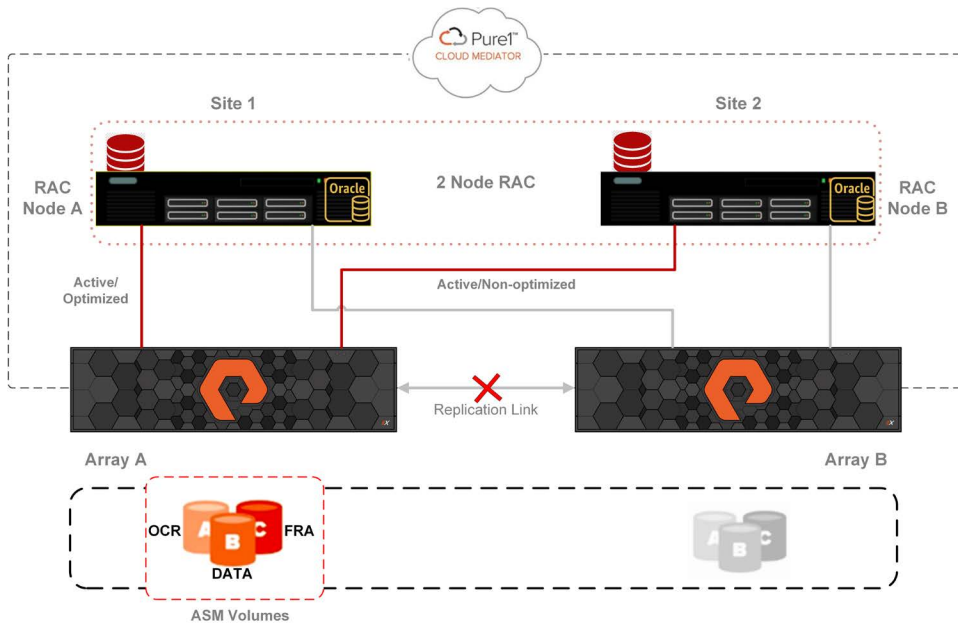 Pure1™
CLOUD MEDIATOR
Site 1
Site 2
RAC
Node A
Oracle
2 Node RAC
Oracle
RAC
Node B
Active/
Optimized
Active/Non-optimized
Replication Link
Array A
Array B
OCR
A
B
C
FRA
DATA
A
B
C
ASM Volumes